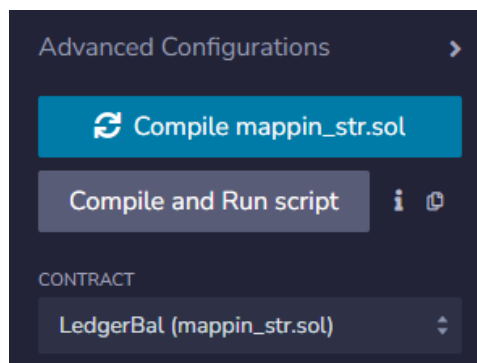 Advanced Configurations
Compile mappin_str.sol
Compile and Run script
CONTRACT
LedgerBal (mappin_str.sol)